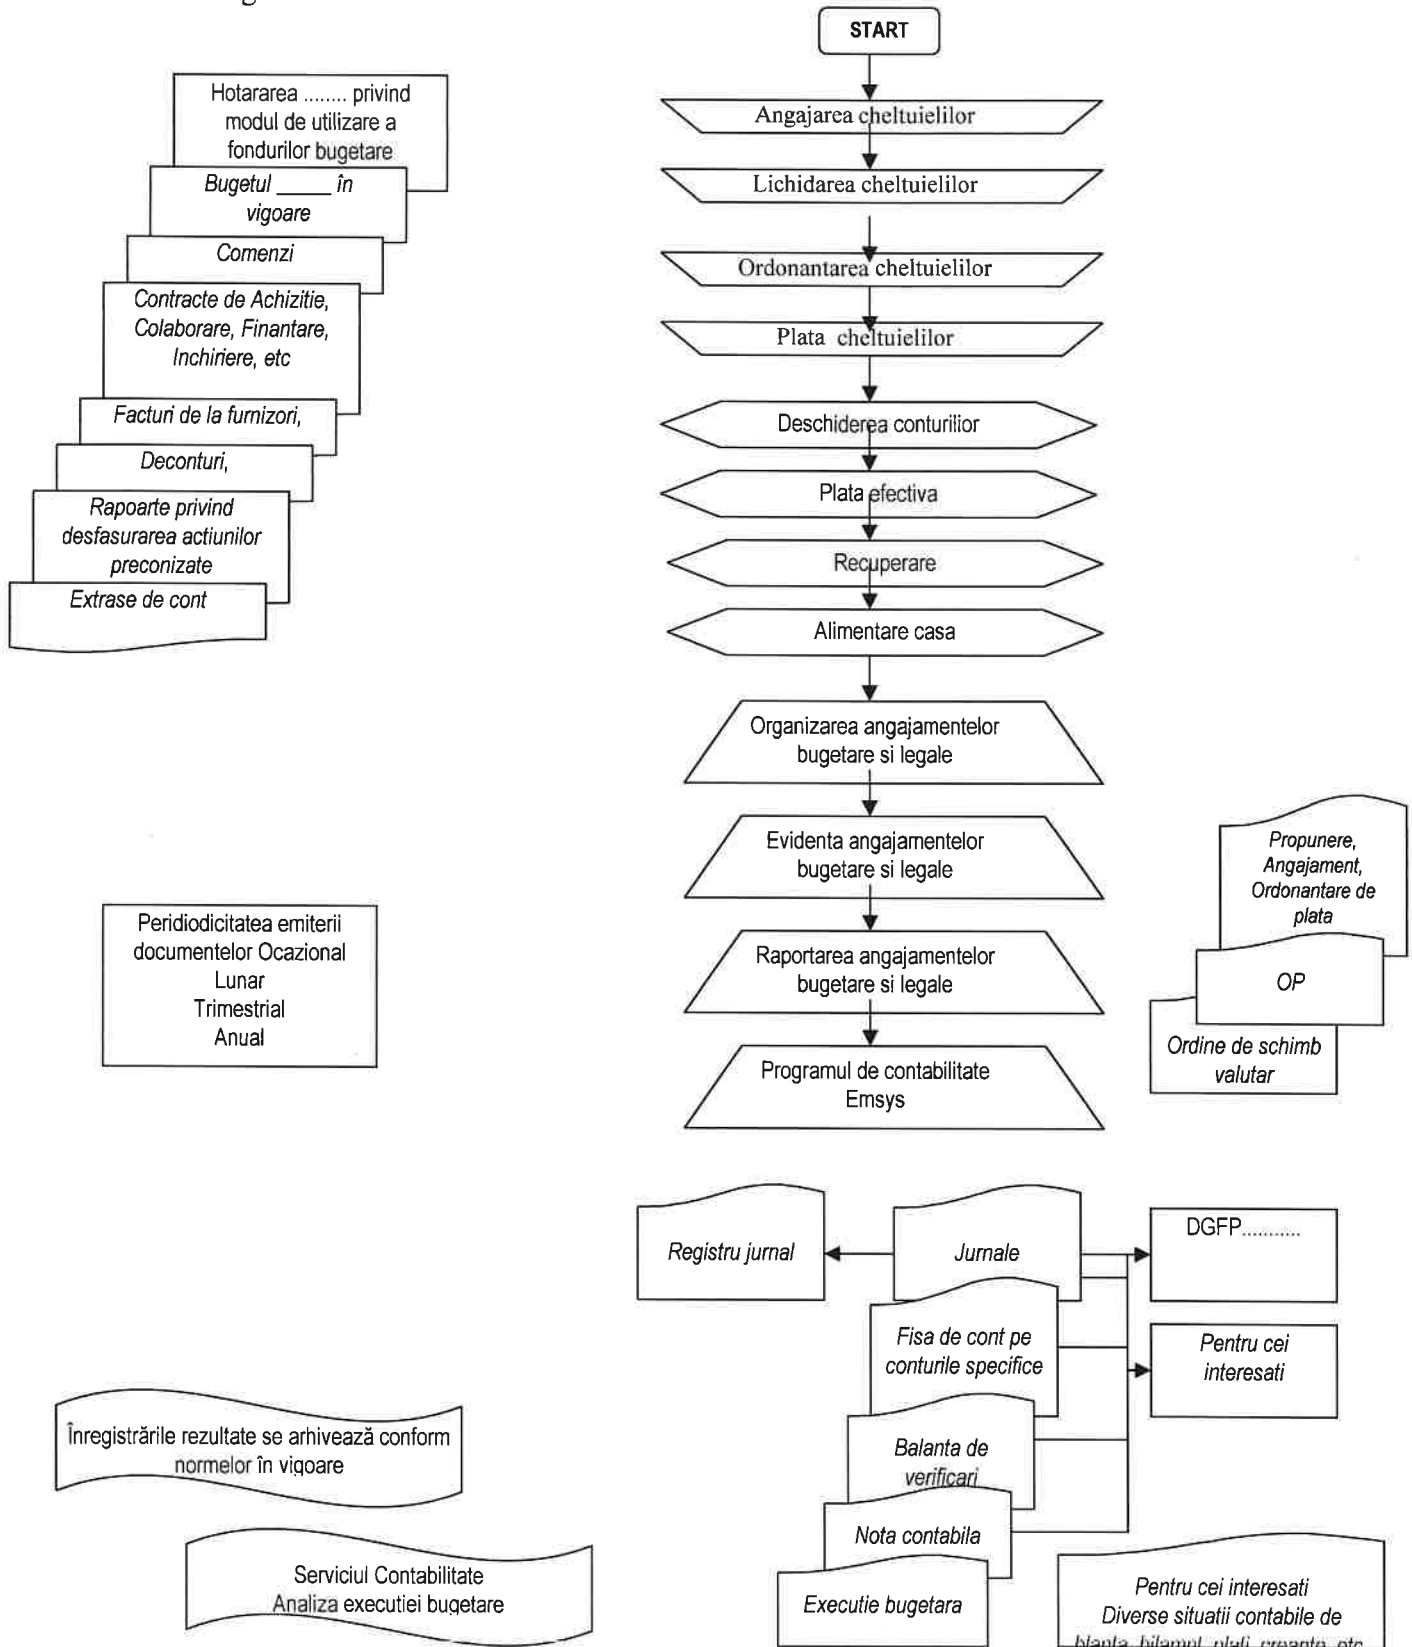 START
Hotararea ........ privind
modul de utilizare a
fondurilor bugetare
Bugetul _____ în
vigoare
Comenzi
Contracte de Achizitie,
Colaborare, Finantare,
Inchiriere, etc
Facturi de la furnizori,
Deconturi,
Rapoarte privind
desfasurarea actiunilor
preconizate
Extrase de cont
Angajarea cheltuielilor
Lichidarea cheltuielilor
Ordonantarea cheltuielilor
Plata cheltuielilor
Deschiderea conturilior
Plata efectiva
Recuperare
Alimentare casa
Organizarea angajamentelor
bugetare si legale
Evidenta angajamentelor
bugetare si legale
Raportarea angajamentelor
bugetare si legale
Programul de contabilitate
Emsys
Peridiodicitatea emiterii
documentelor Ocazional
Lunar
Trimestrial
Anual
Propunere,
Angajament,
Ordonantare de
plata
OP
Ordine de schimb
valutar
Registru jurnal
Jurnale
DGFP...........
Fisa de cont pe
conturile specifice
Pentru cei
interesati
Balanta de
verificari
Nota contabila
Executie bugetara
Înregistrările rezultate se arhivează conform
normelor în vigoare
Serviciul Contabilitate
Analiza executiei bugetare
Pentru cei interesati
Diverse situatii contabile de
blanta, bilamul, plati, creante, etc